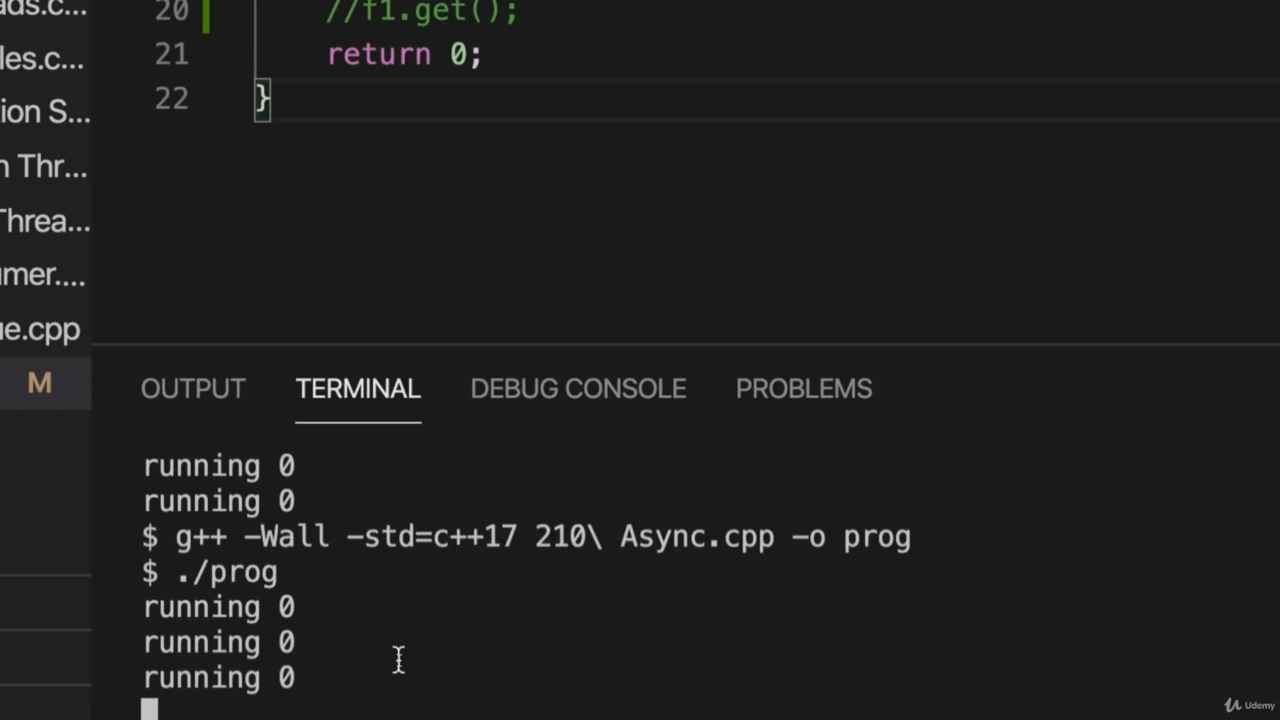 ads.c...
les.c...
ion S...
n Thr...
Threa...
umer....
ue.cpp
M
20 //f1.get();
21 return 0;
22 }
OUTPUT TERMINAL DEBUG CONSOLE PROBLEMS
running 0
running 0
$ g++ -Wall -std=c++17 210\ Async.cpp -o prog
$ ./prog
running 0
running 0
running 0
Udemy